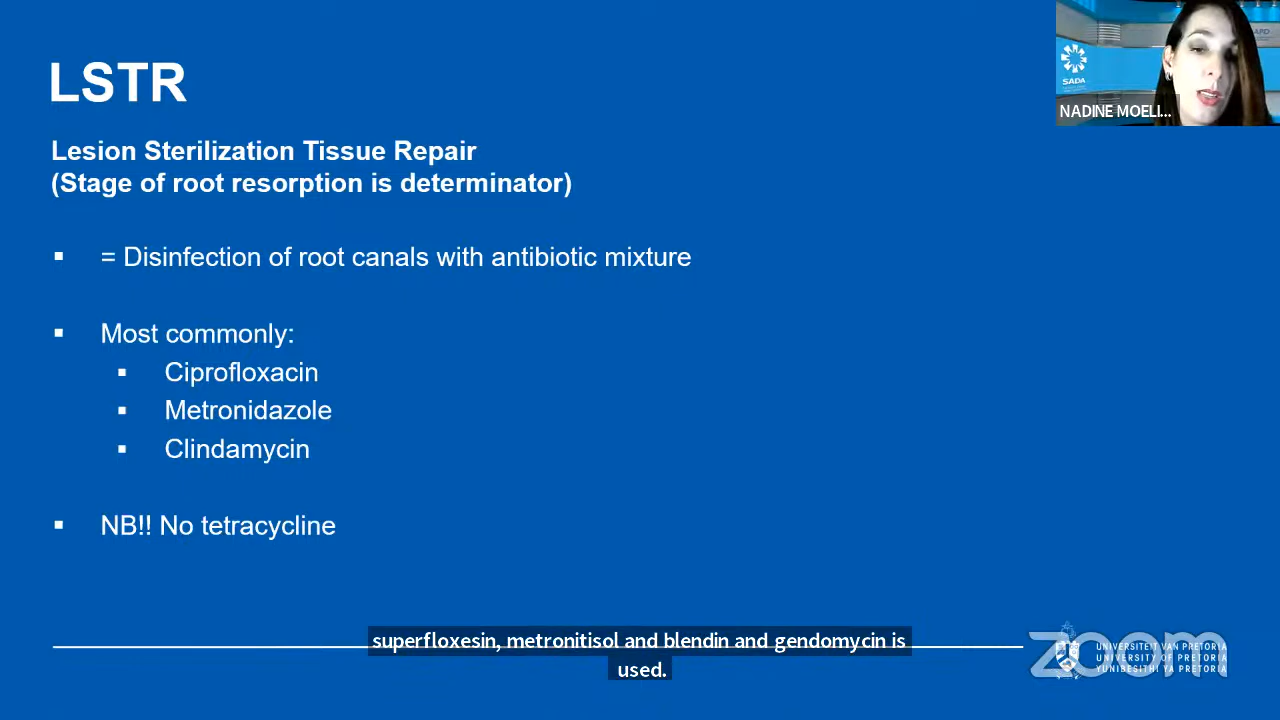 LSTR
SADA
NADINE MOELI...
Lesion Sterilization Tissue Repair
(Stage of root resorption is determinator)
▪ = Disinfection of root canals with antibiotic mixture
▪ Most commonly:
▪ Ciprofloxacin
▪ Metronidazole
▪ Clindamycin
▪ NB!! No tetracycline
superfloxesin, metronitisol and blendin and gendomycin is
used.
zoom
UNIVERSITEIT VAN PRETORIA
UNIVERSITY OF PRETORIA
YUNIBESITHI YA PRETORIA